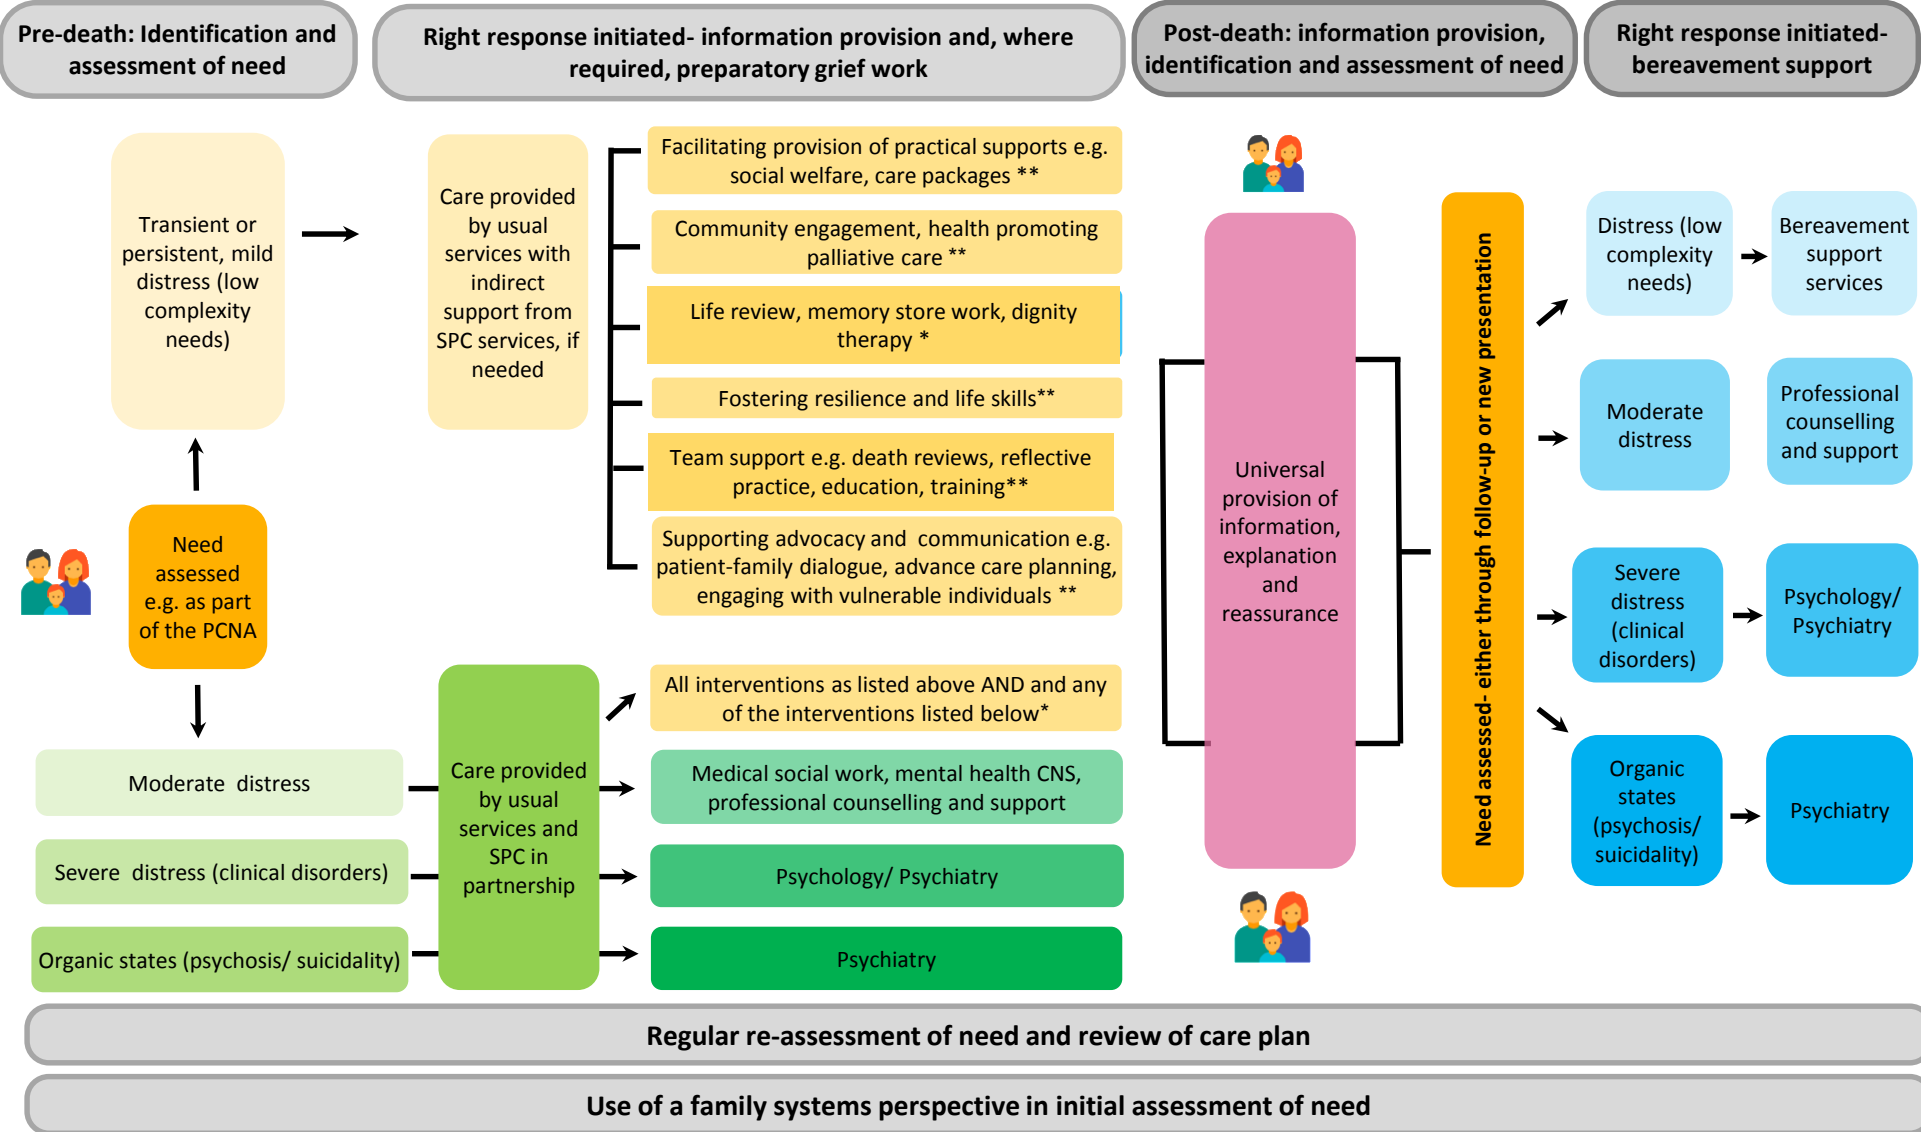 Pre-death: Identification and
assessment of need
Right response initiated- information provision and, where
required, preparatory grief work
Post-death: information provision,
identification and assessment of need
Right response initiated-
bereavement support
Transient or
persistent, mild
distress (low
complexity
needs)
Care provided
by usual
services with
indirect
support from
SPC services, if
needed
Facilitating provision of practical supports e.g.
social welfare, care packages **
Community engagement, health promoting
palliative care **
Life review, memory store work, dignity
therapy *
Fostering resilience and life skills**
Team support e.g. death reviews, reflective
practice, education, training**
Supporting advocacy and communication e.g.
patient-family dialogue, advance care planning,
engaging with vulnerable individuals **
Need
assessed
e.g. as part
of the PCNA
Moderate distress
Severe distress (clinical disorders)
Organic states (psychosis/ suicidality)
Care provided
by usual
services and
SPC in
partnership
All interventions as listed above AND and any
of the interventions listed below*
Medical social work, mental health CNS,
professional counselling and support
Psychology/ Psychiatry
Psychiatry
Universal
provision of
information,
explanation
and
reassurance
Need assessed- either through follow-up or new presentation
Distress (low
complexity
needs)
Bereavement
support
services
Moderate
distress
Professional
counselling
and support
Severe
distress
(clinical
disorders)
Psychology/
Psychiatry
Organic
states
(psychosis/
suicidality)
Psychiatry
Regular re-assessment of need and review of care plan
Use of a family systems perspective in initial assessment of need